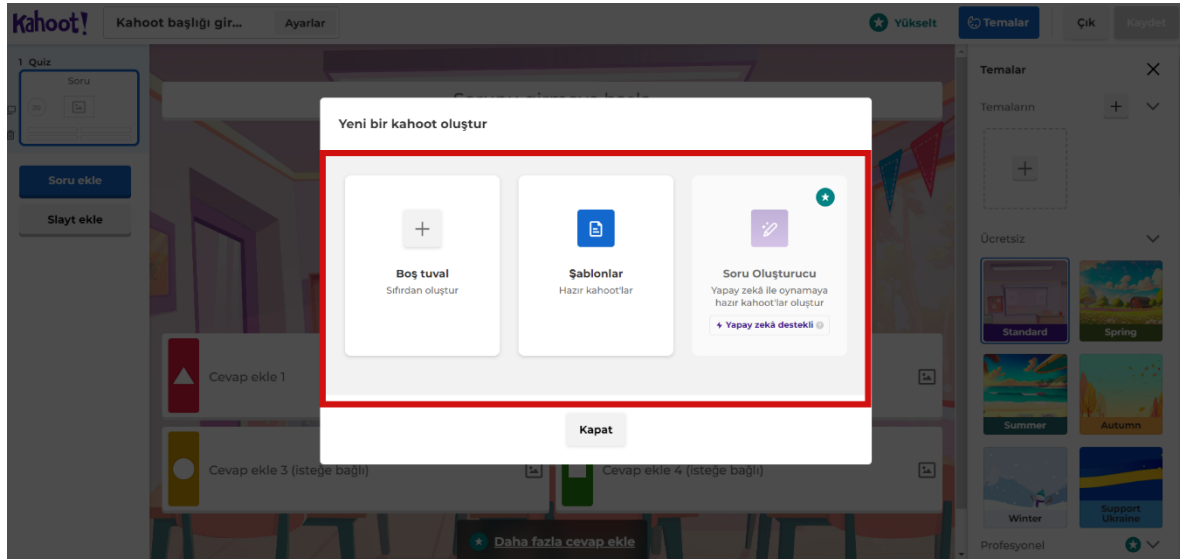 Kahoot!
Kahoot başlığı gir...
Ayarlar
Yükselt
Temalar
Çık
Kaydet
1 Quiz
Soru
Soru ekle
Slayt ekle
Yeni bir kahoot oluştur
Boş tuval
Sıfırdan oluştur
Şablonlar
Hazır kahoot'lar
Soru Oluşturucu
Yapay zekâ ile oynamaya
hazır kahoot'lar oluştur
Yapay zekâ destekli
Kapat
Cevap ekle 1
Cevap ekle 3 (isteğe bağlı)
Cevap ekle 4 (isteğe bağlı)
Daha fazla cevap ekle
Temalar
Temaların
Ücretsiz
Standard
Spring
Summer
Autumn
Winter
Support
Ukraine
Profesyonel